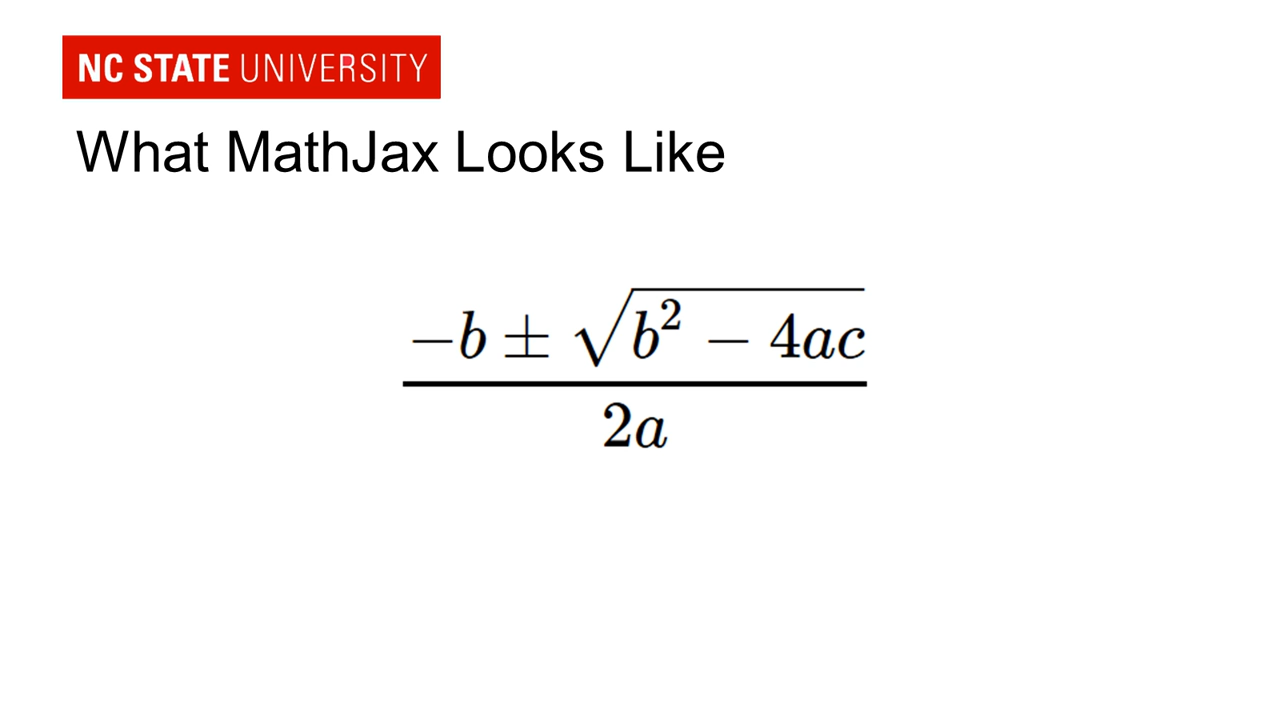 NC STATE UNIVERSITY
What MathJax Looks Like
−b ± √b² − 4ac
2a